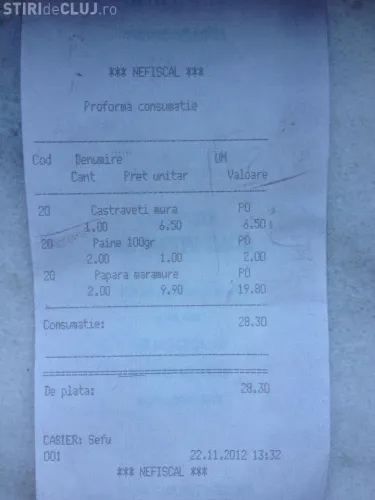 STIRIdeCLUJ.ro
*** NEFISCAL ***
Proforma consumatie
Cod Denumire UM
Cant Pret unitar Valoare
20 Castraveti mura PO
1.00 6.50 6.50
20 Paine 100gr PO
2.00 1.00 2.00
20 Papara maramure PO
2.00 9.90 19.80
Consumatie: 28.30
De plata: 28.30
CASIER: Sefu
001 22.11.2012 13:32
*** NEFISCAL ***